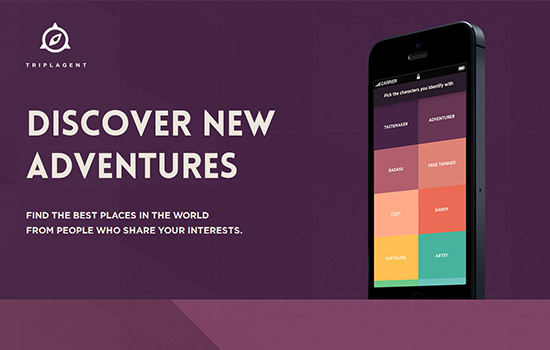 TRIPLAGENT
DISCOVER NEW
ADVENTURES
FIND THE BEST PLACES IN THE WORLD
FROM PEOPLE WHO SHARE YOUR INTERESTS.
CARRIER
Pick the characters you identify with
TASTEMAKER
ADVENTURER
BADASS
FREE THINKER
COZY
DANDY
EARTHLING
ARTSY